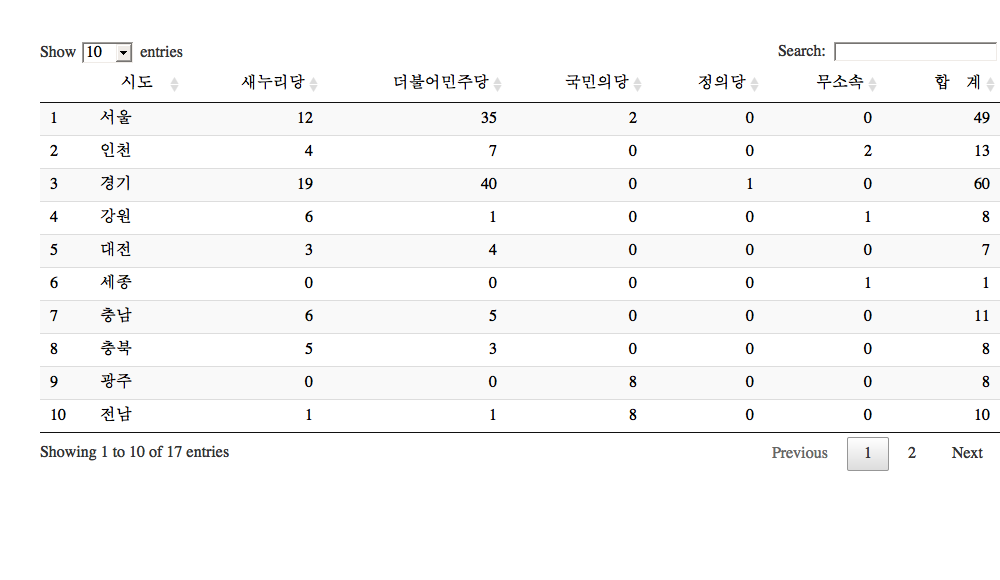 Show 10 entries Search:
시도 새누리당 더불어민주당 국민의당 정의당 무소속 합 계
1 서울 12 35 2 0 0 49
2 인천 4 7 0 0 2 13
3 경기 19 40 0 1 0 60
4 강원 6 1 0 0 1 8
5 대전 3 4 0 0 0 7
6 세종 0 0 0 0 1 1
7 충남 6 5 0 0 0 11
8 충북 5 3 0 0 0 8
9 광주 0 0 8 0 0 8
10 전남 1 1 8 0 0 10
Showing 1 to 10 of 17 entries Previous 1 2 Next